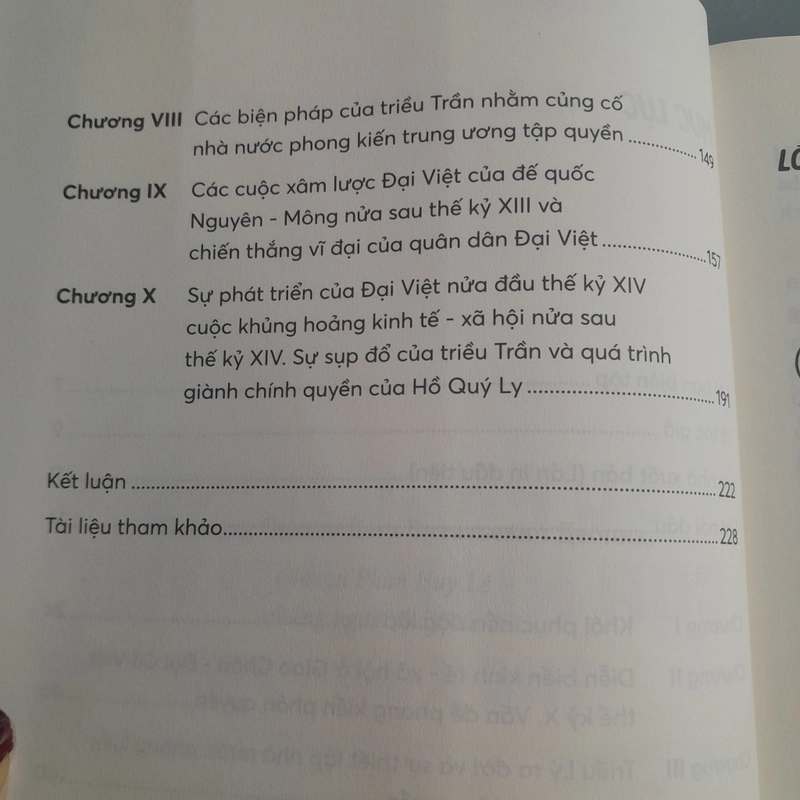 Chương VIII Các biện pháp của triều Trần nhằm củng cố
nhà nước phong kiến trung ương tập quyền ........... 149
Chương IX Các cuộc xâm lược Đại Việt của đế quốc
Nguyên - Mông nửa sau thế kỷ XIII và
chiến thắng vĩ đại của quân dân Đại Việt ................ 157
Chương X Sự phát triển của Đại Việt nửa đầu thế kỷ XIV
cuộc khủng hoảng kinh tế - xã hội nửa sau
thế kỷ XIV. Sự sụp đổ của triều Trần và quá trình
giành chính quyền của Hồ Quý Ly ............................ 191
Kết luận ........................................................................ 222
Tài liệu tham khảo........................................................ 228